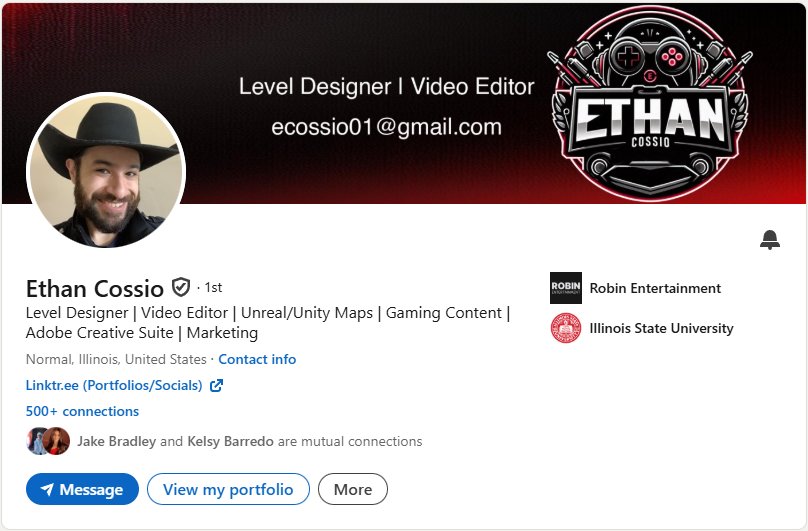 Level Designer | Video Editor
ecossio01@gmail.com
ETHAN
COSSIO
Ethan Cossio · 1st
Level Designer | Video Editor | Unreal/Unity Maps | Gaming Content |
Adobe Creative Suite | Marketing
Normal, Illinois, United States · Contact info
Linktr.ee (Portfolios/Socials)
500+ connections
Jake Bradley and Kelsy Barredo are mutual connections
Message
View my portfolio
More
ROBIN
ENTERTAINMENT
Robin Entertainment
Illinois State University